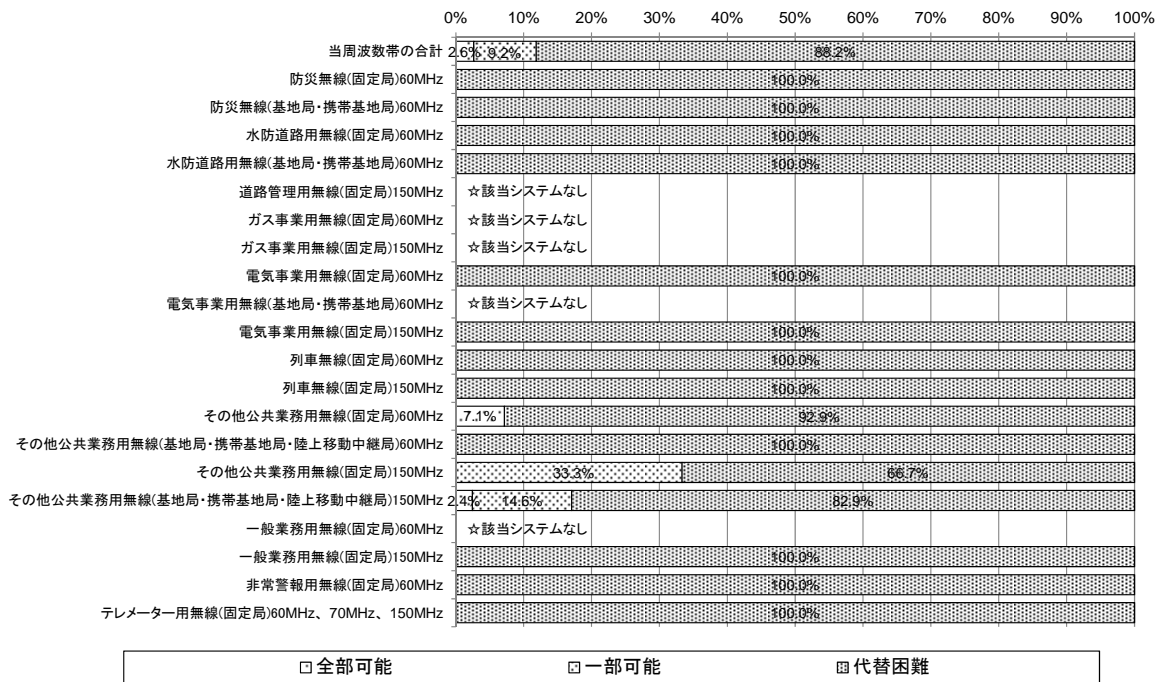 0% 10% 20% 30% 40% 50% 60% 70% 80% 90% 100%
当周波数帯の合計 2.6% 9.2% 88.2%
防災無線(固定局)60MHz 100.0%
防災無線(基地局・携帯基地局)60MHz 100.0%
水防道路用無線(固定局)60MHz 100.0%
水防道路用無線(基地局・携帯基地局)60MHz 100.0%
道路管理用無線(固定局)150MHz ☆該当システムなし
ガス事業用無線(固定局)60MHz ☆該当システムなし
ガス事業用無線(固定局)150MHz ☆該当システムなし
電気事業用無線(固定局)60MHz 100.0%
電気事業用無線(基地局・携帯基地局)60MHz ☆該当システムなし
電気事業用無線(固定局)150MHz 100.0%
列車無線(固定局)60MHz 100.0%
列車無線(固定局)150MHz 100.0%
その他公共業務用無線(固定局)60MHz 7.1% 92.9%
その他公共業務用無線(基地局・携帯基地局・陸上移動中継局)60MHz 100.0%
その他公共業務用無線(固定局)150MHz 33.3% 66.7%
その他公共業務用無線(基地局・携帯基地局・陸上移動中継局)150MHz 2.4% 14.6% 82.9%
一般業務用無線(固定局)60MHz ☆該当システムなし
一般業務用無線(固定局)150MHz 100.0%
非常警報用無線(固定局)60MHz 100.0%
テレメーター用無線(固定局)60MHz、70MHz、150MHz 100.0%
全部可能 一部可能 代替困難